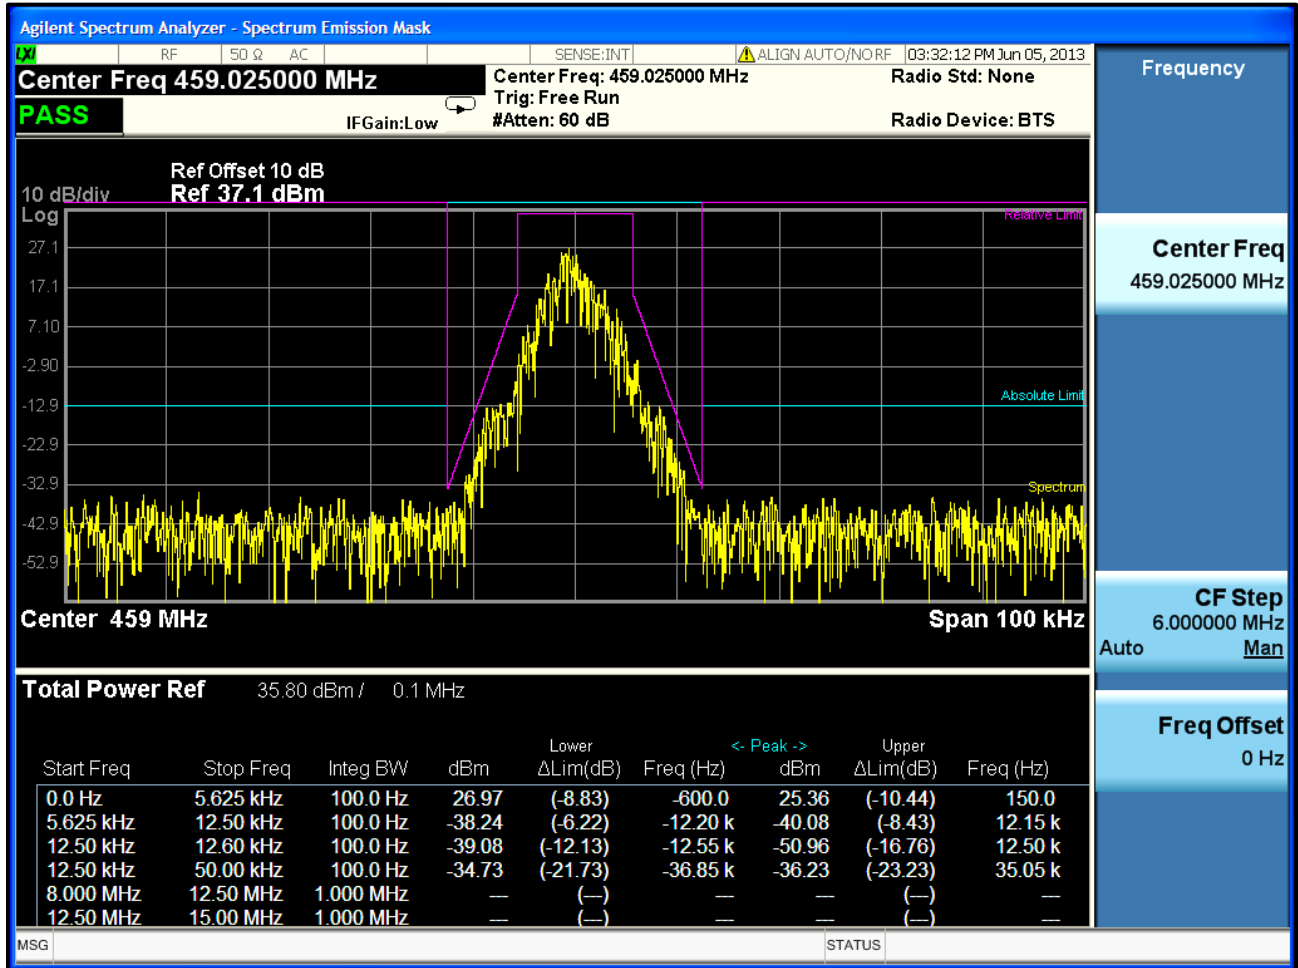 Agilent Spectrum Analyzer - Spectrum Emission Mask
LXI RF 50 Ω AC SENSE:INT ALIGN AUTO/NO RF 03:32:12 PM Jun 05, 2013
Center Freq 459.025000 MHz
Center Freq: 459.025000 MHz
Radio Std: None
Trig: Free Run
PASS
IFGain:Low
#Atten: 60 dB
Radio Device: BTS
Ref Offset 10 dB
10 dB/div Ref 37.1 dBm
Log
Relative Limit
27.1
17.1
7.10
-2.90
Absolute Limit
-12.9
-22.9
-32.9
Spectrum
-42.9
-52.9
Center 459 MHz Span 100 kHz
Total Power Ref 35.80 dBm / 0.1 MHz
Lower <- Peak -> Upper
Start Freq Stop Freq Integ BW dBm ΔLim(dB) Freq (Hz) dBm ΔLim(dB) Freq (Hz)
0.0 Hz 5.625 kHz 100.0 Hz 26.97 (-8.83) -600.0 25.36 (-10.44) 150.0
5.625 kHz 12.50 kHz 100.0 Hz -38.24 (-6.22) -12.20 k -40.08 (-8.43) 12.15 k
12.50 kHz 12.60 kHz 100.0 Hz -39.08 (-12.13) -12.55 k -50.96 (-16.76) 12.50 k
12.50 kHz 50.00 kHz 100.0 Hz -34.73 (-21.73) -36.85 k -36.23 (-23.23) 35.05 k
8.000 MHz 12.50 MHz 1.000 MHz --- (---) --- --- (---) ---
12.50 MHz 15.00 MHz 1.000 MHz --- (---) --- --- (---) ---
MSG STATUS
Frequency
Center Freq
459.025000 MHz
CF Step
6.000000 MHz
Auto Man
Freq Offset
0 Hz